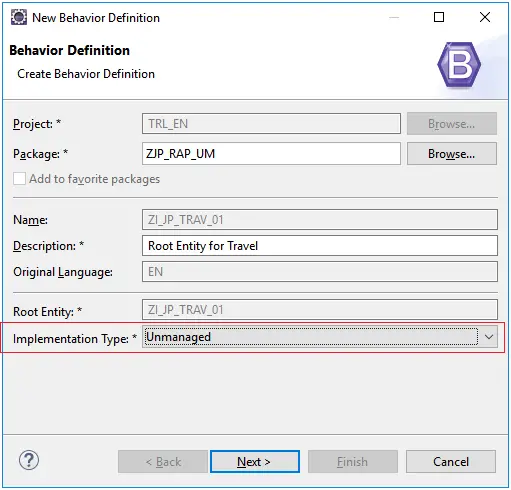 New Behavior Definition
Behavior Definition
Create Behavior Definition
B
Project: * TRL_EN Browse...
Package: * ZJP_RAP_UM Browse...
Add to favorite packages
Name: ZI_JP_TRAV_01
Description: * Root Entity for Travel
Original Language: EN
Root Entity: * ZI_JP_TRAV_01
Implementation Type: * Unmanaged
? < Back Next > Finish Cancel